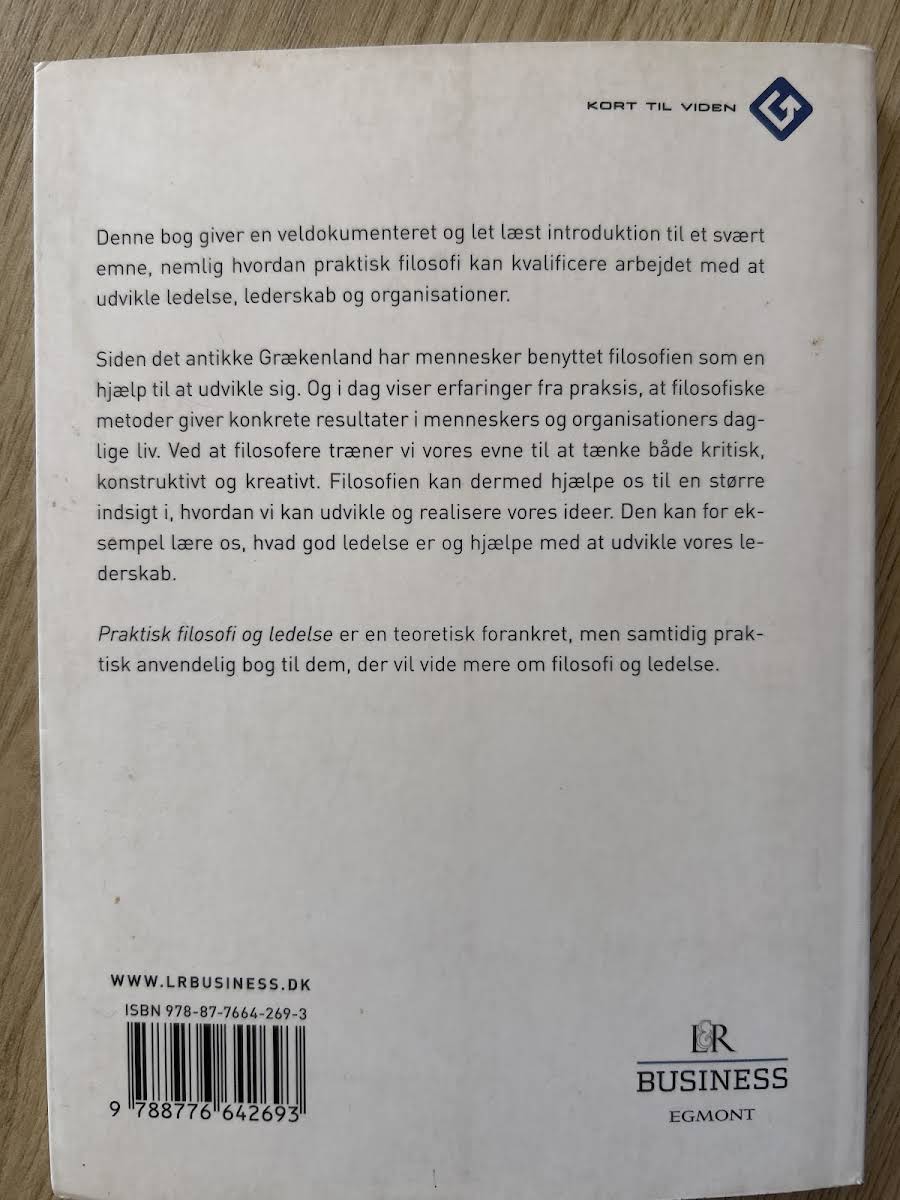 KORT TIL VIDEN
Denne bog giver en veldokumenteret og let læst introduktion til et svært
emne, nemlig hvordan praktisk filosofi kan kvalificere arbejdet med at
udvikle ledelse, lederskab og organisationer.
Siden det antikke Grækenland har mennesker benyttet filosofien som en
hjælp til at udvikle sig. Og i dag viser erfaringer fra praksis, at filosofiske
metoder giver konkrete resultater i menneskers og organisationers dag-
lige liv. Ved at filosofere træner vi vores evne til at tænke både kritisk,
konstruktivt og kreativt. Filosofien kan dermed hjælpe os til en større
indsigt i, hvordan vi kan udvikle og realisere vores ideer. Den kan for ek-
sempel lære os, hvad god ledelse er og hjælpe med at udvikle vores le-
derskab.
Praktisk filosofi og ledelse er en teoretisk forankret, men samtidig prak-
tisk anvendelig bog til dem, der vil vide mere om filosofi og ledelse.
WWW.LRBUSINESS.DK
ISBN 978-87-7664-269-3
9 788776 642693
L&R
BUSINESS
EGMONT